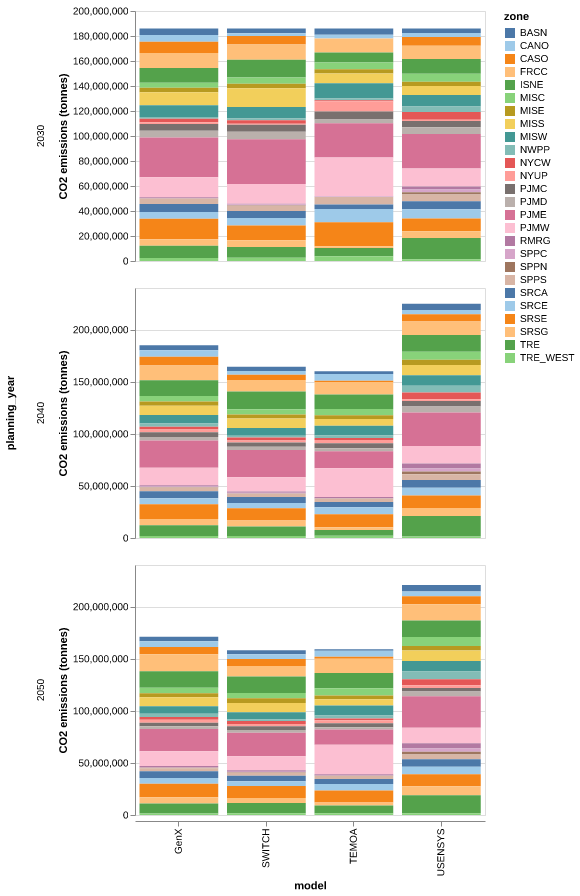 200,000,000
180,000,000
160,000,000
140,000,000
120,000,000
100,000,000
80,000,000
60,000,000
40,000,000
20,000,000
0
CO2 emissions (tonnes)
2030
200,000,000
150,000,000
100,000,000
50,000,000
0
CO2 emissions (tonnes)
2040
planning_year
200,000,000
150,000,000
100,000,000
50,000,000
0
CO2 emissions (tonnes)
2050
GenX
SWITCH
TEMOA
USENSYS
model
zone
BASN
CANO
CASO
FRCC
ISNE
MISC
MISE
MISS
MISW
NWPP
NYCW
NYUP
PJMC
PJMD
PJME
PJMW
RMRG
SPPC
SPPN
SPPS
SRCA
SRCE
SRSE
SRSG
TRE
TRE_WEST